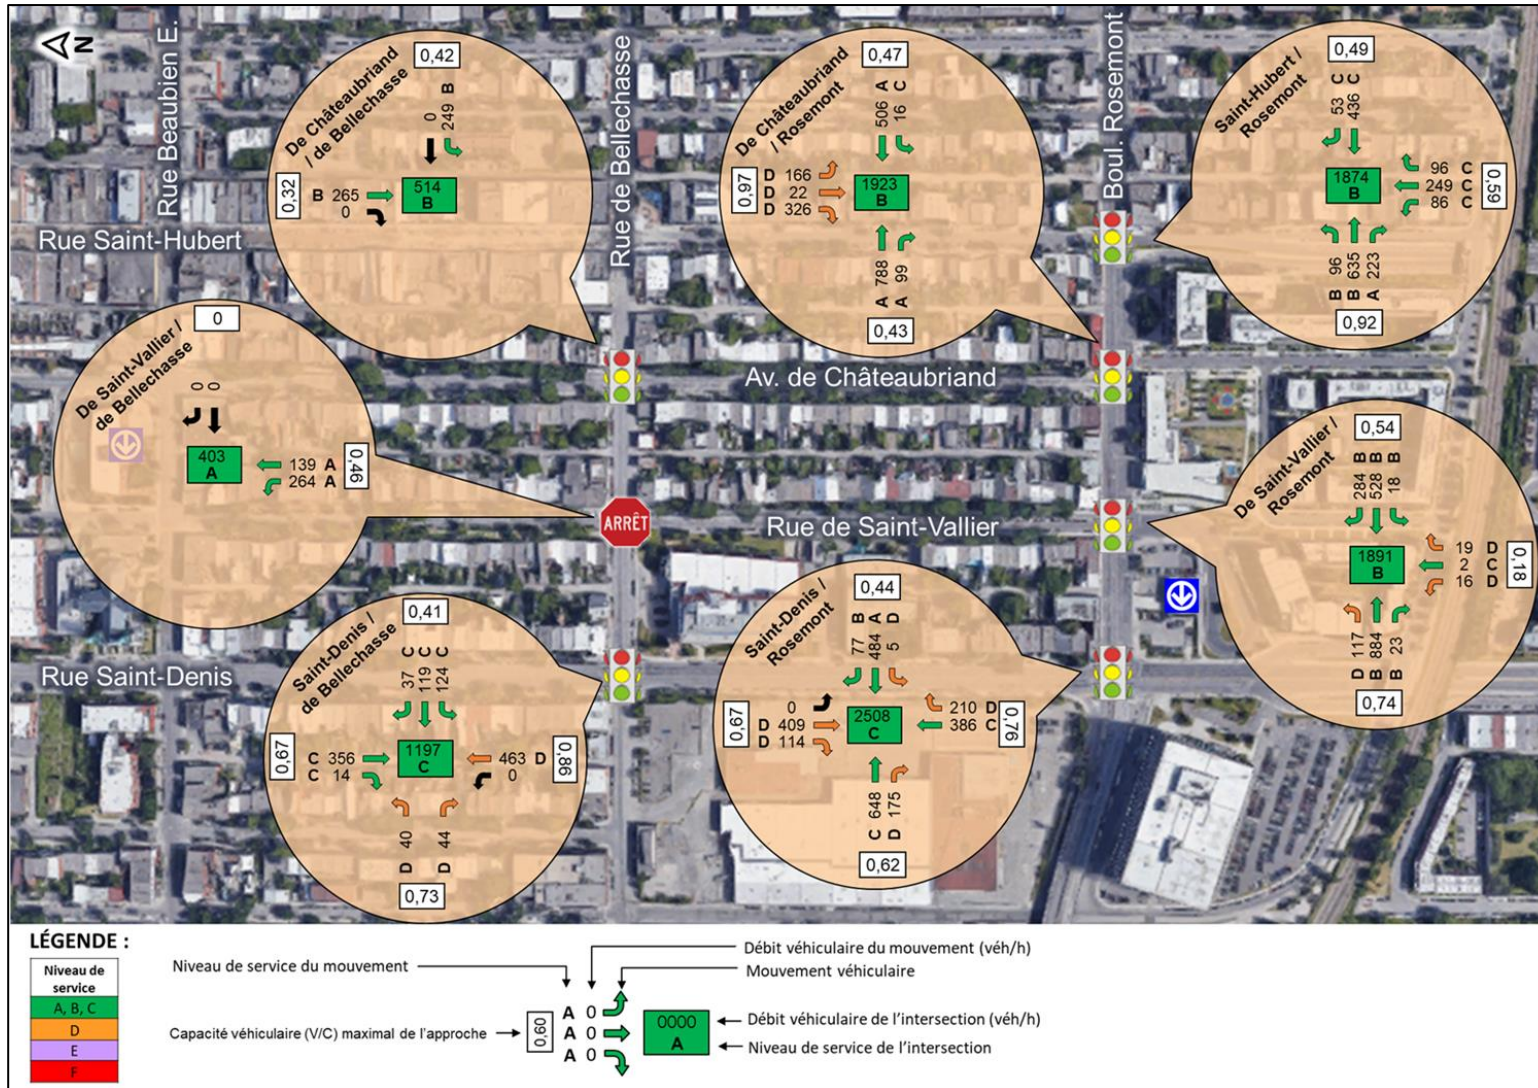 N
Rue Beaubien E.
Rue de Bellechasse
Boul. Rosemont
Rue Saint-Hubert
Av. de Châteaubriand
Rue de Saint-Vallier
Rue Saint-Denis
ARRÊT
De Châteaubriand
/ de Bellechasse
0,42
B
249
0
0,32
B 265
0
514
B
De Châteaubriand
/ Rosemont
0,47
A C
506 16
0,97
D 166
D 22
D 326
1923
B
A 788
A 99
0,43
Saint-Hubert /
Rosemont
0,49
C C
53 436
1874
B
96 C
249 C
86 C
0,59
B 96
B 635
A 223
0,92
De Saint-Vallier /
de Bellechasse
0
0 0
403
A
139 A
264 A
0,46
De Saint-Vallier /
Rosemont
0,54
B B B
284 528 18
1891
B
19 D
2 C
16 D
0,18
D 117
B 884
B 23
0,74
Saint-Denis /
de Bellechasse
0,41
C C C
37 119 124
0,67
C 356
C 14
1197
C
463 D
0
0,86
D 40
D 44
0,73
Saint-Denis /
Rosemont
0,44
B A D
77 484 5
0,67
0
D 409
D 114
2508
C
210 D
386 C
0,76
C 648
D 175
0,62
LÉGENDE :
Niveau de
service
A, B, C
D
E
F
Niveau de service du mouvement
Débit véhiculaire du mouvement (véh/h)
Mouvement véhiculaire
Capacité véhiculaire (V/C) maximal de l'approche
0,60
A 0
A 0
A 0
0000
A
Débit véhiculaire de l'intersection (véh/h)
Niveau de service de l'intersection